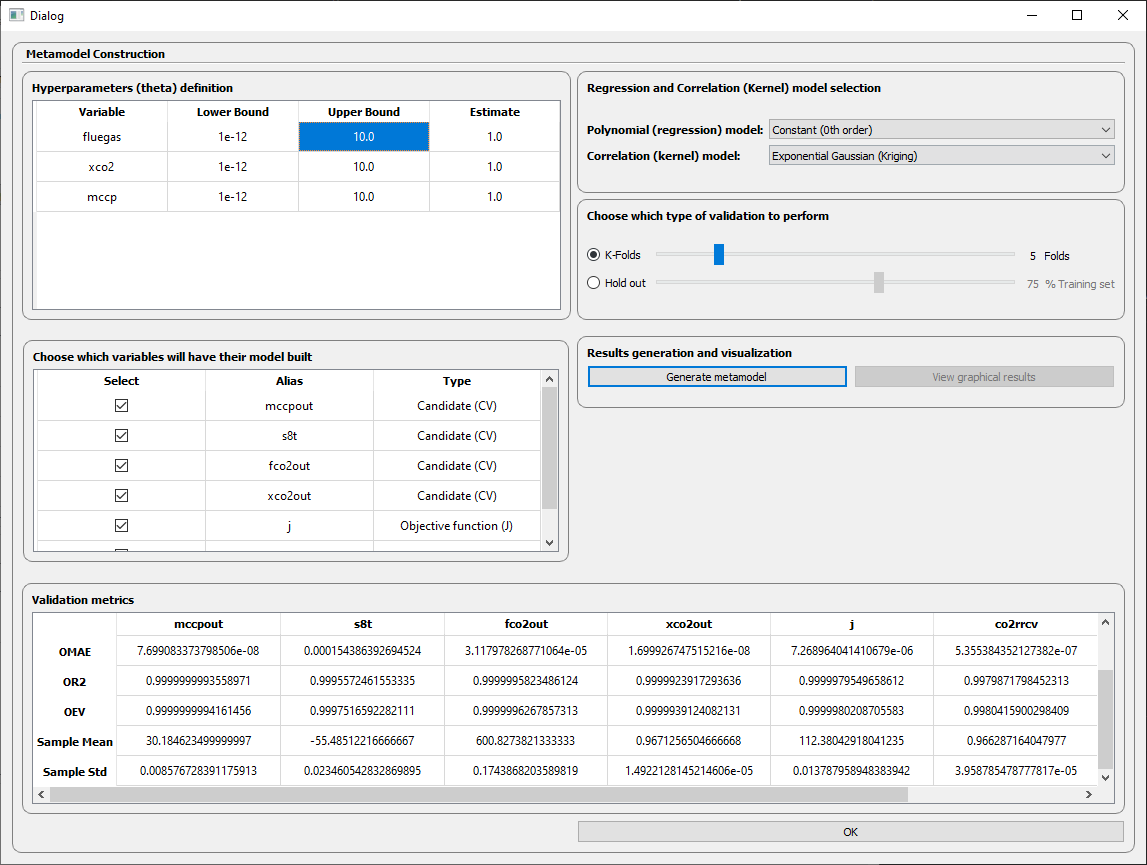 Dialog
Metamodel Construction
Hyperparameters (theta) definition
Variable Lower Bound Upper Bound Estimate
fluegas 1e-12 10.0 1.0
xco2 1e-12 10.0 1.0
mccp 1e-12 10.0 1.0
Regression and Correlation (Kernel) model selection
Polynomial (regression) model: Constant (0th order)
Correlation (kernel) model: Exponential Gaussian (Kriging)
Choose which type of validation to perform
K-Folds 5 Folds
Hold out 75 % Training set
Choose which variables will have their model built
Select Alias Type
mccpout Candidate (CV)
s8t Candidate (CV)
fco2out Candidate (CV)
xco2out Candidate (CV)
j Objective function (J)
Results generation and visualization
Generate metamodel View graphical results
Validation metrics
mccpout s8t fco2out xco2out j co2rrcv
OMAE 7.699083373798506e-08 0.000154386392694524 3.117978268771064e-05 1.699926747515216e-08 7.268964041410679e-06 5.355384352127382e-07
OR2 0.9999999993558971 0.9995572461553335 0.9999995823486124 0.9999923917293636 0.9999979549658612 0.9979871798452313
OEV 0.9999999994161456 0.9997516592282111 0.9999996267857313 0.9999939124082131 0.9999980208705583 0.9980415900298409
Sample Mean 30.184623499999997 -55.48512216666667 600.8273821333333 0.9671256504666668 112.38042918041235 0.966287164047977
Sample Std 0.008576728391175913 0.023460542832869895 0.1743868203589819 1.4922128145214606e-05 0.013787958948383942 3.958785478777817e-05
OK